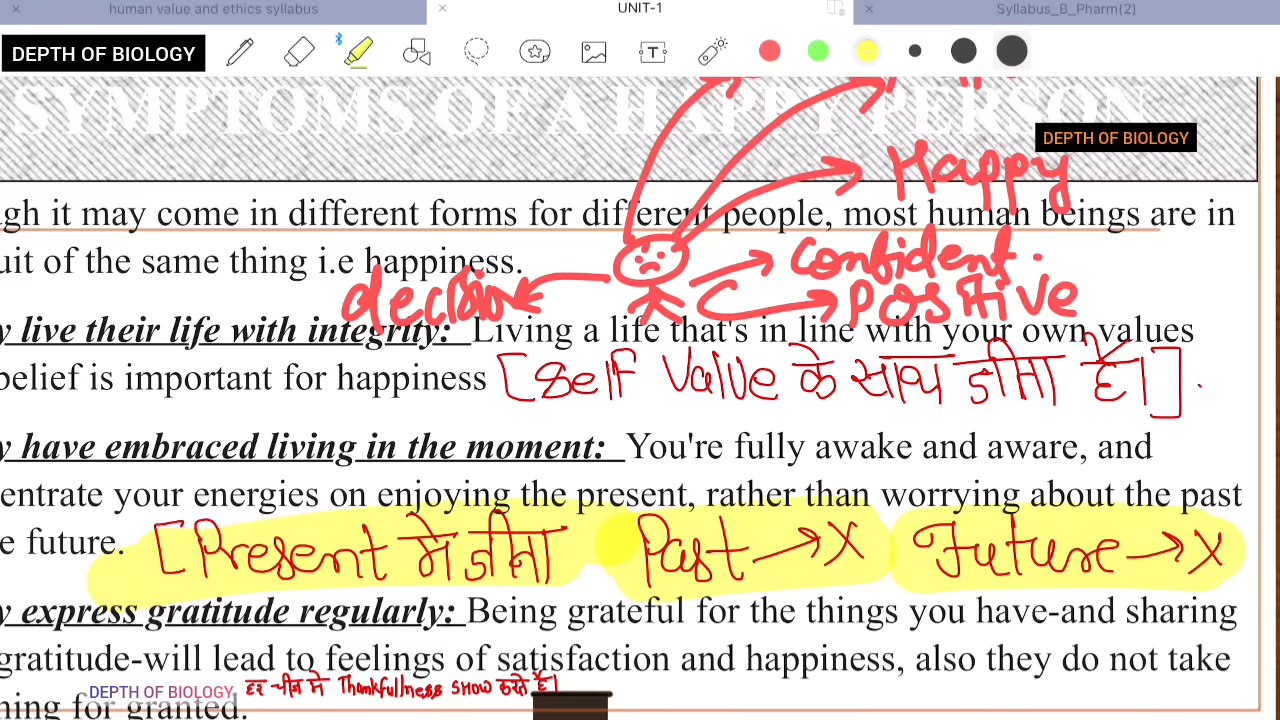 human value and ethics syllabus
UNIT-1
Syllabus_B_Pharm(2)
DEPTH OF BIOLOGY
SYMPTOMS OF A HAPPY PERSON
DEPTH OF BIOLOGY
Happy
ugh it may come in different forms for different people, most human beings are in
uit of the same thing i.e happiness.
confident.
decision
positive
y live their life with integrity: Living a life that's in line with your own values
belief is important for happiness [self value के साथ जीना है।].
y have embraced living in the moment: You're fully awake and aware, and
entrate your energies on enjoying the present, rather than worrying about the past
e future. [Present मे जीना Past → X Future → X
y express gratitude regularly: Being grateful for the things you have-and sharing
gratitude-will lead to feelings of satisfaction and happiness, also they do not take
DEPTH OF BIOLOGY हर चीज मे Thankfullness show करते है।
hing for granted.